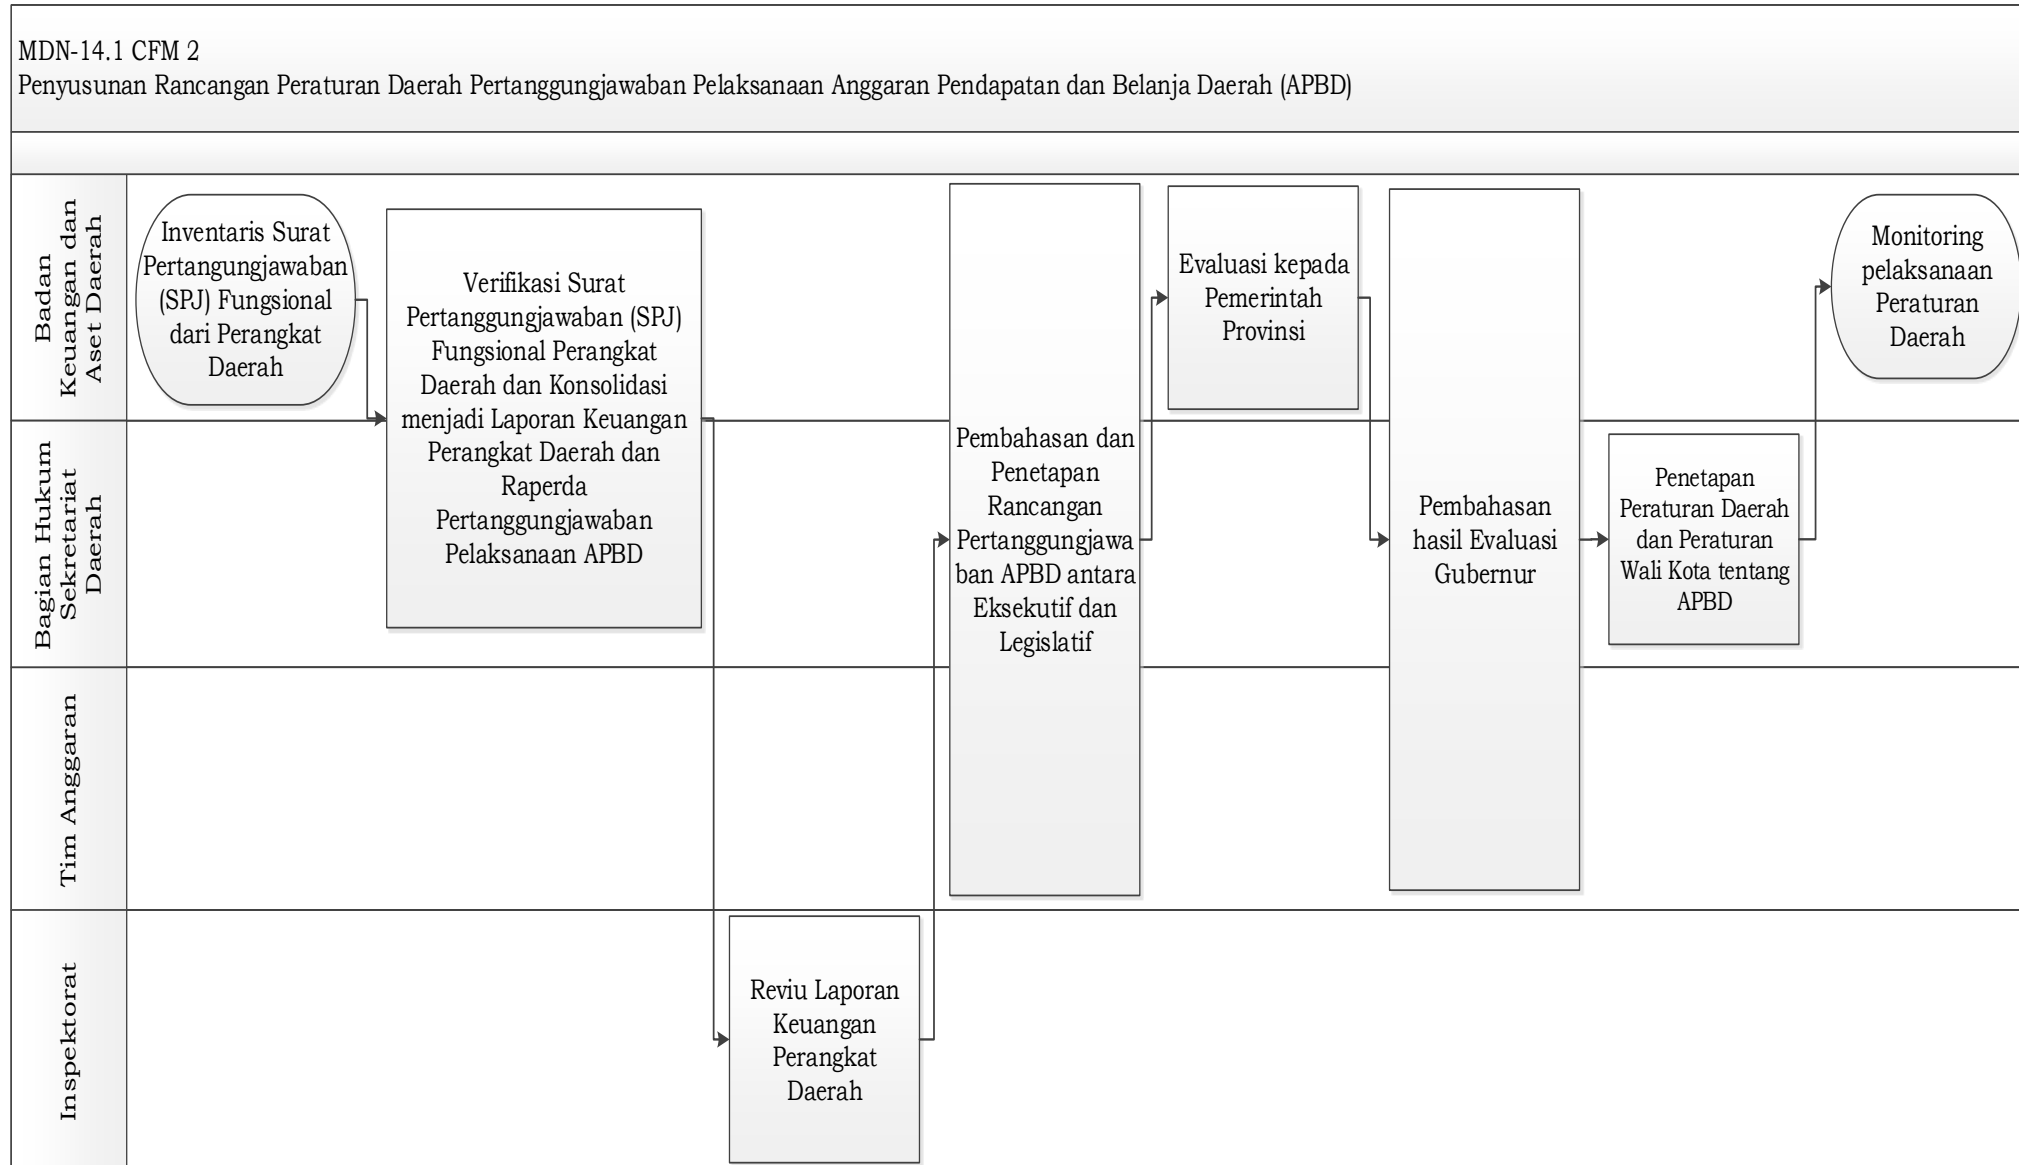 MDN-14.1 CFM 2
Penyusunan Rancangan Peraturan Daerah Pertanggungjawaban Pelaksanaan Anggaran Pendapatan dan Belanja Daerah (APBD)
Badan
Keuangan dan
Aset Daerah
Inventaris Surat
Pertangungjawaban
(SPJ) Fungsional
dari Perangkat
Daerah
Verifikasi Surat
Pertanggungjawaban (SPJ)
Fungsional Perangkat
Daerah dan Konsolidasi
menjadi Laporan Keuangan
Perangkat Daerah dan
Raperda
Pertanggungjawaban
Pelaksanaan APBD
Pembahasan dan
Penetapan
Rancangan
Pertanggungjawa
ban APBD antara
Eksekutif dan
Legislatif
Evaluasi kepada
Pemerintah
Provinsi
Pembahasan
hasil Evaluasi
Gubernur
Monitoring
pelaksanaan
Peraturan
Daerah
Bagian Hukum
Sekretariat
Daerah
Penetapan
Peraturan Daerah
dan Peraturan
Wali Kota tentang
APBD
Tim Anggaran
Inspektorat
Reviu Laporan
Keuangan
Perangkat
Daerah